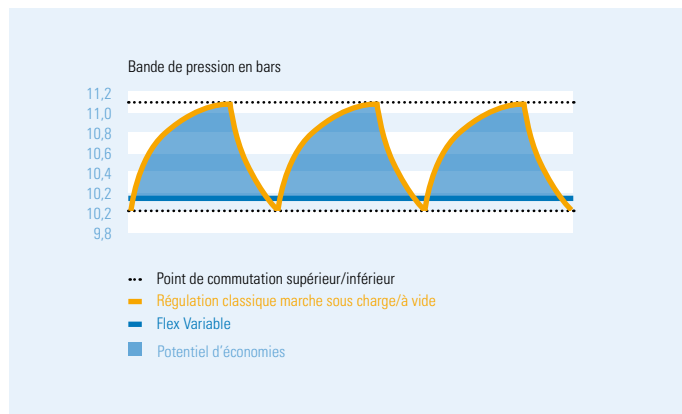 Bande de pression en bars
11,2
11,0
10,8
10,6
10,4
10,2
10,2
9,8
Point de commutation supérieur/inférieur
Régulation classique marche sous charge/à vide
Flex Variable
Potentiel d’économies